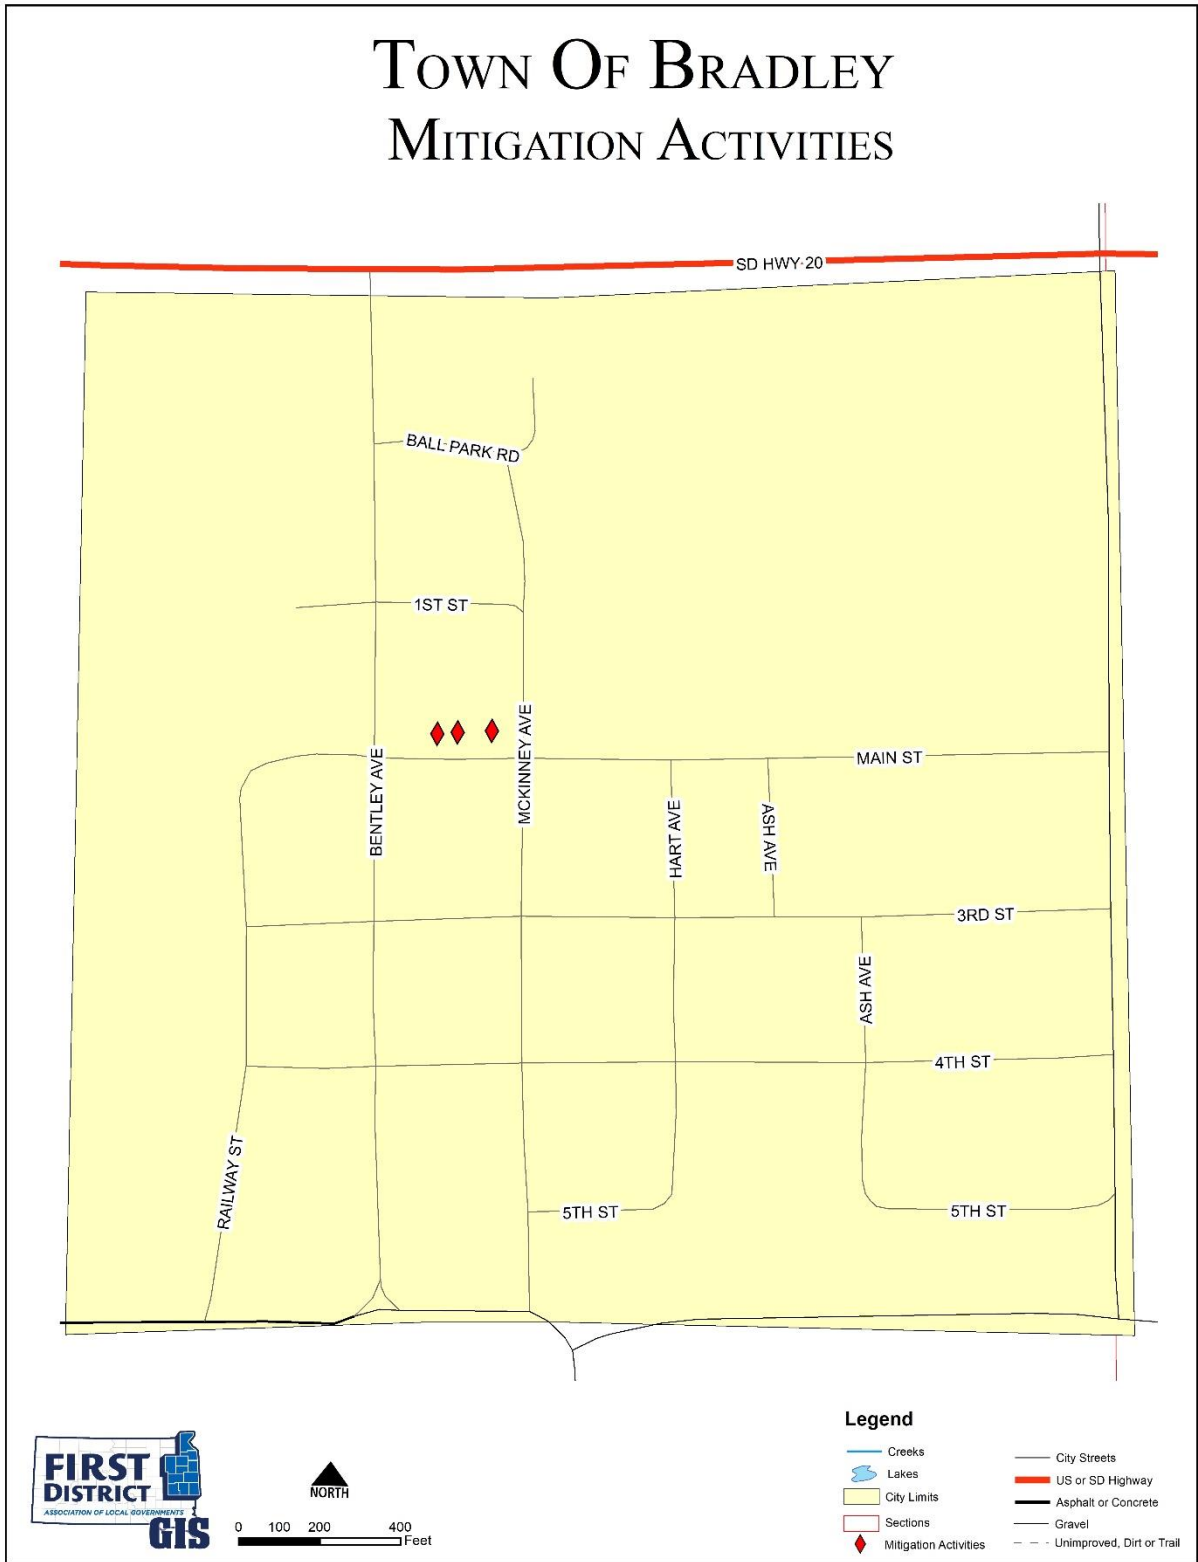 TOWN OF BRADLEY
MITIGATION ACTIVITIES
SD HWY 20
BALL PARK RD
1ST ST
MCKINNEY AVE
BENTLEY AVE
MAIN ST
HART AVE
ASH AVE
3RD ST
ASH AVE
4TH ST
RAILWAY ST
5TH ST
5TH ST
FIRST
DISTRICT
ASSOCIATION OF LOCAL GOVERNMENTS
GIS
NORTH
0 100 200 400
Feet
Legend
Creeks
Lakes
City Limits
Sections
Mitigation Activities
City Streets
US or SD Highway
Asphalt or Concrete
Gravel
Unimproved, Dirt or Trail